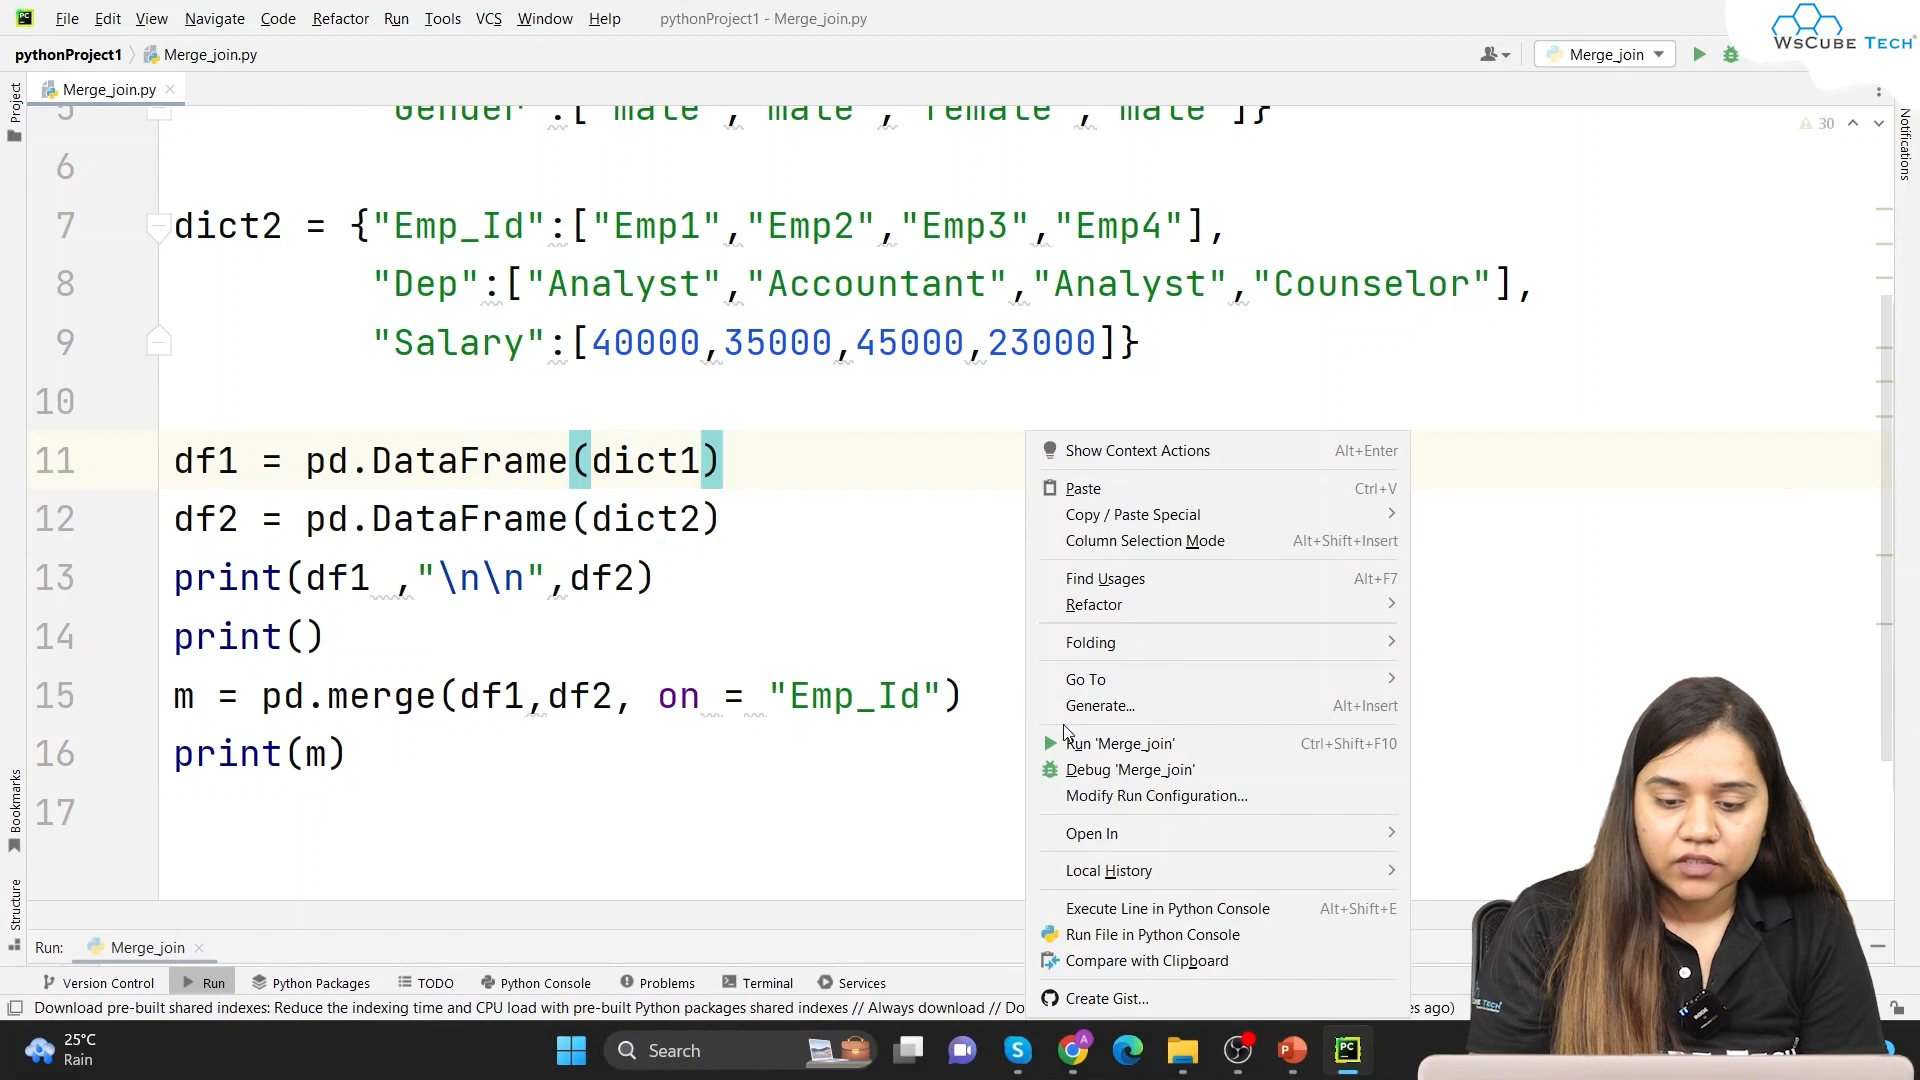 File Edit View Navigate Code Refactor Run Tools VCS Window Help pythonProject1 - Merge_join.py
WsCube Tech
pythonProject1 Merge_join.py
Merge_join
Project
Merge_join.py
Notifications
30
5 "Gender":["male","male","female","male"]}
6
7 dict2 = {"Emp_Id":["Emp1","Emp2","Emp3","Emp4"],
8 "Dep":["Analyst","Accountant","Analyst","Counselor"],
9 "Salary":[40000,35000,45000,23000]}
10
11 df1 = pd.DataFrame(dict1)
12 df2 = pd.DataFrame(dict2)
13 print(df1 ,"\n\n",df2)
14 print()
15 m = pd.merge(df1,df2, on = "Emp_Id")
16 print(m)
17
Show Context Actions Alt+Enter
Paste Ctrl+V
Copy / Paste Special
Column Selection Mode Alt+Shift+Insert
Find Usages Alt+F7
Refactor
Folding
Go To
Generate... Alt+Insert
Run 'Merge_join' Ctrl+Shift+F10
Debug 'Merge_join'
Modify Run Configuration...
Open In
Local History
Execute Line in Python Console Alt+Shift+E
Run File in Python Console
Compare with Clipboard
Create Gist...
Bookmarks
Structure
Run: Merge_join
Version Control Run Python Packages TODO Python Console Problems Terminal Services
Download pre-built shared indexes: Reduce the indexing time and CPU load with pre-built Python packages shared indexes // Always download // Do
es ago)
25°C
Rain
Search